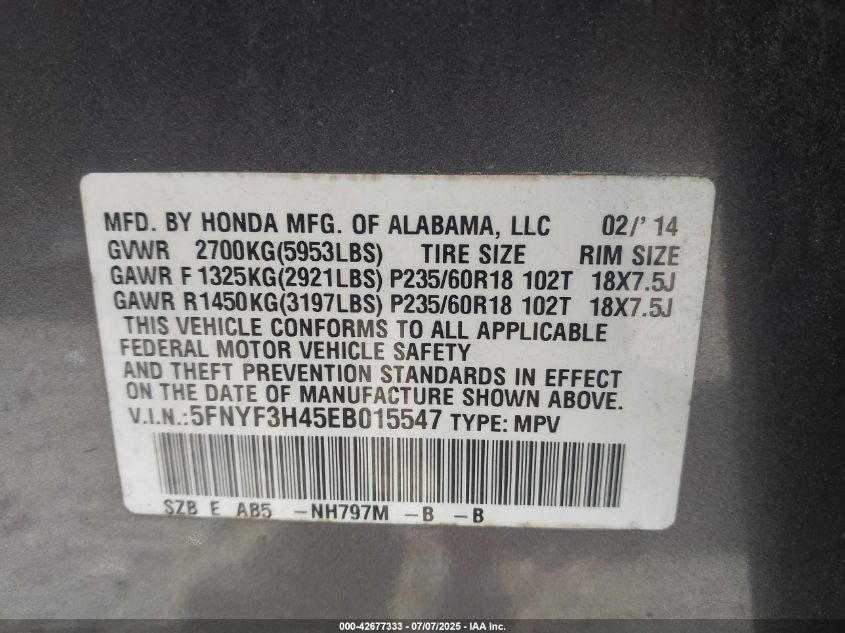 MFD. BY HONDA MFG. OF ALABAMA, LLC 02/' 14
GVWR 2700KG(5953LBS) TIRE SIZE RIM SIZE
GAWR F 1325KG(2921LBS) P235/60R18 102T 18X7.5J
GAWR R1450KG(3197LBS) P235/60R18 102T 18X7.5J
THIS VEHICLE CONFORMS TO ALL APPLICABLE
FEDERAL MOTOR VEHICLE SAFETY
AND THEFT PREVENTION STANDARDS IN EFFECT
ON THE DATE OF MANUFACTURE SHOWN ABOVE.
V.I.N.:5FNYF3H45EB015547 TYPE: MPV
SZB E AB5 -NH797M -B -B
000-42677333 - 07/07/2025 - IAA Inc.